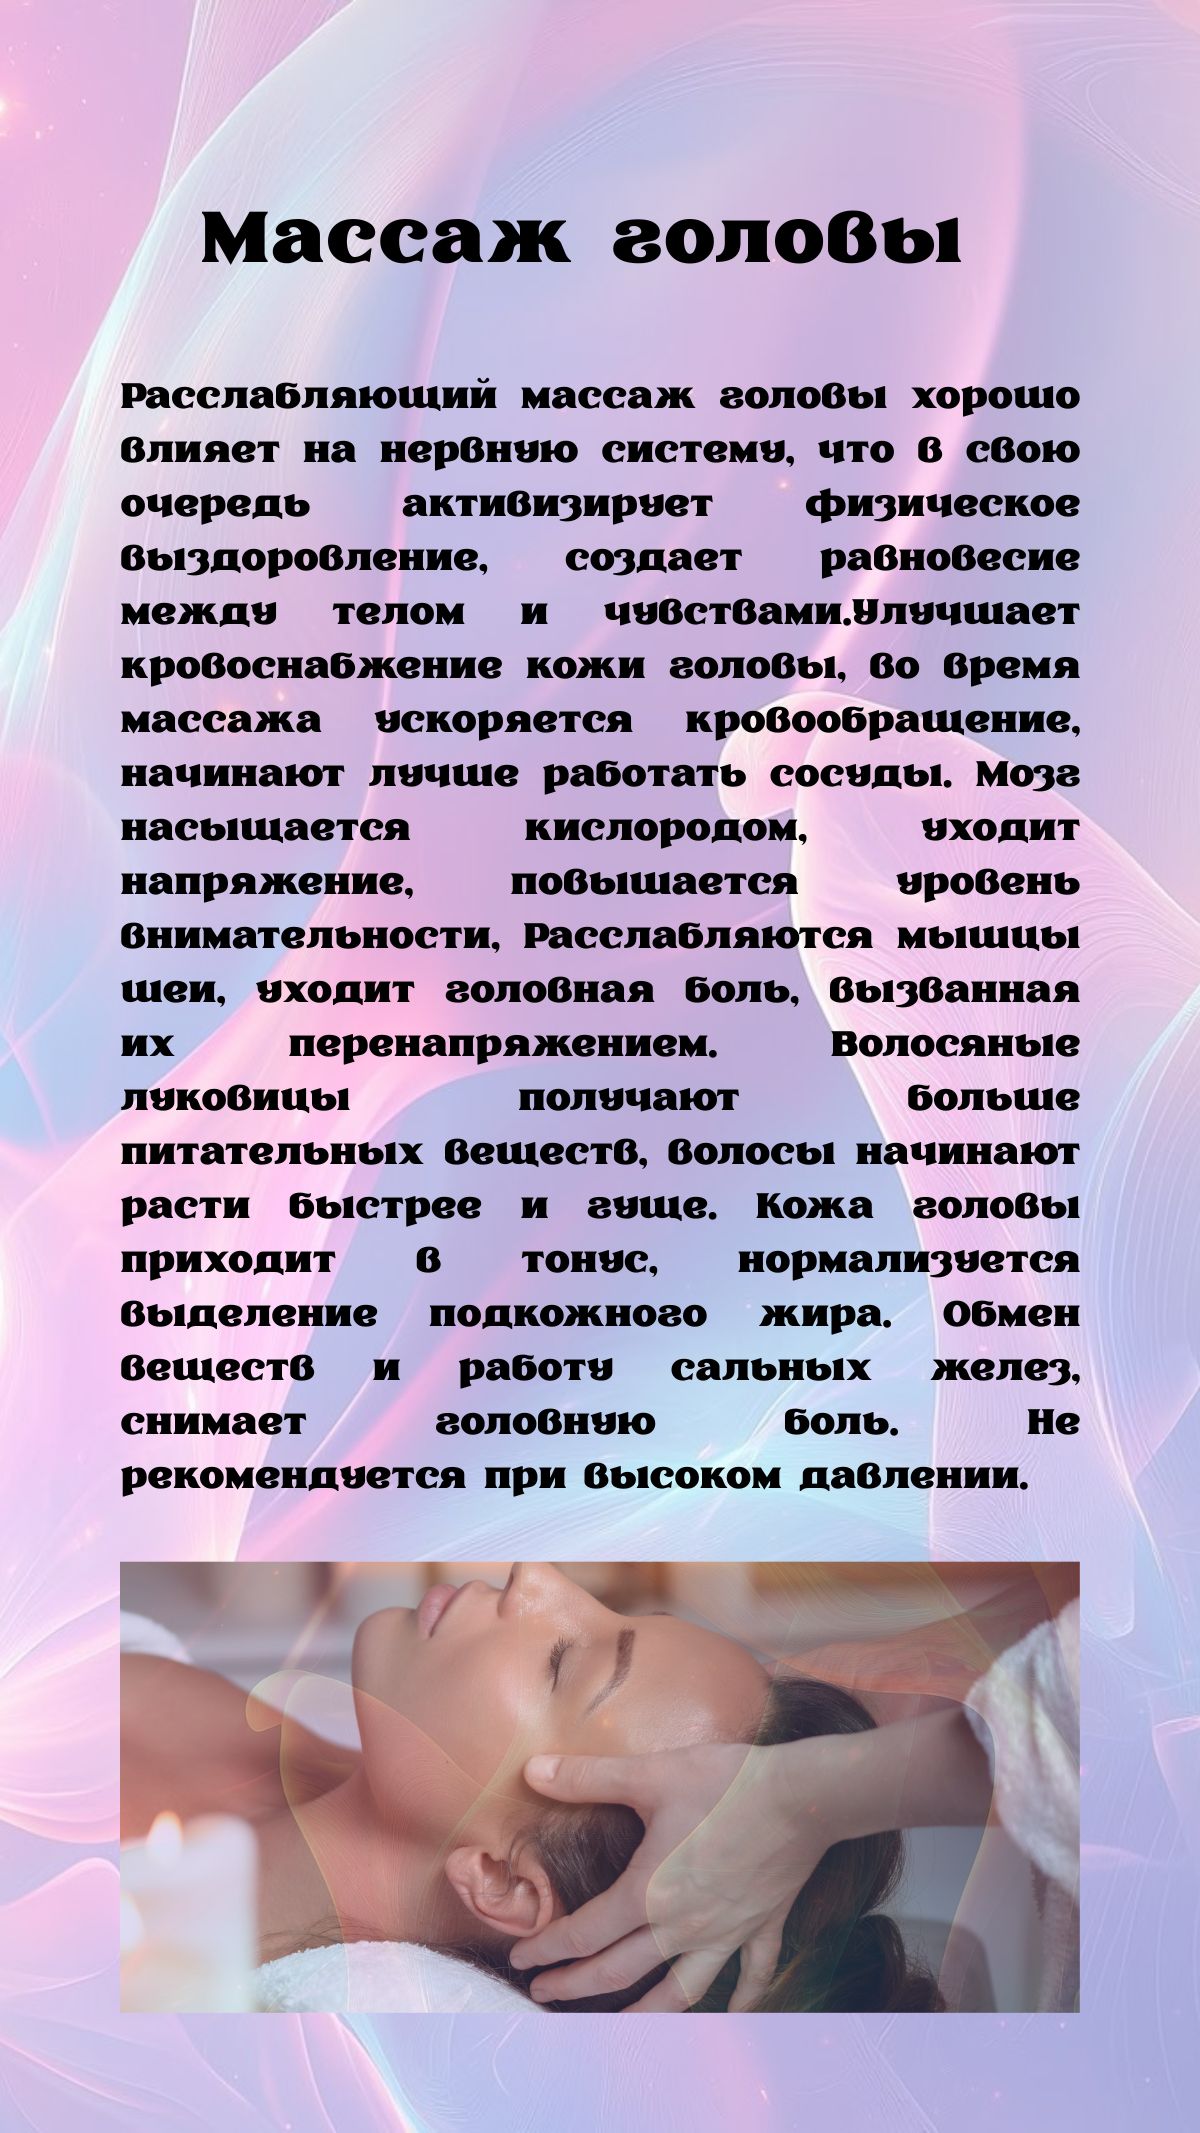 Массаж головы
Расслабляющий массаж головы хорошо
влияет на нервную систему, что в свою
очередь активизирует физическое
выздоровление, создает равновесие
между телом и чувствами.Улучшает
кровоснабжение кожи головы, во время
массажа ускоряется кровообращение,
начинают лучше работать сосуды. Мозг
насыщается кислородом, уходит
напряжение, повышается уровень
внимательности, Расслабляются мышцы
шеи, уходит головная боль, вызванная
их перенапряжением. Волосяные
луковицы получают больше
питательных веществ, волосы начинают
расти быстрее и гуще. Кожа головы
приходит в тонус, нормализуется
выделение подкожного жира. Обмен
веществ и работу сальных желез,
снимает головную боль. Не
рекомендуется при высоком давлении.